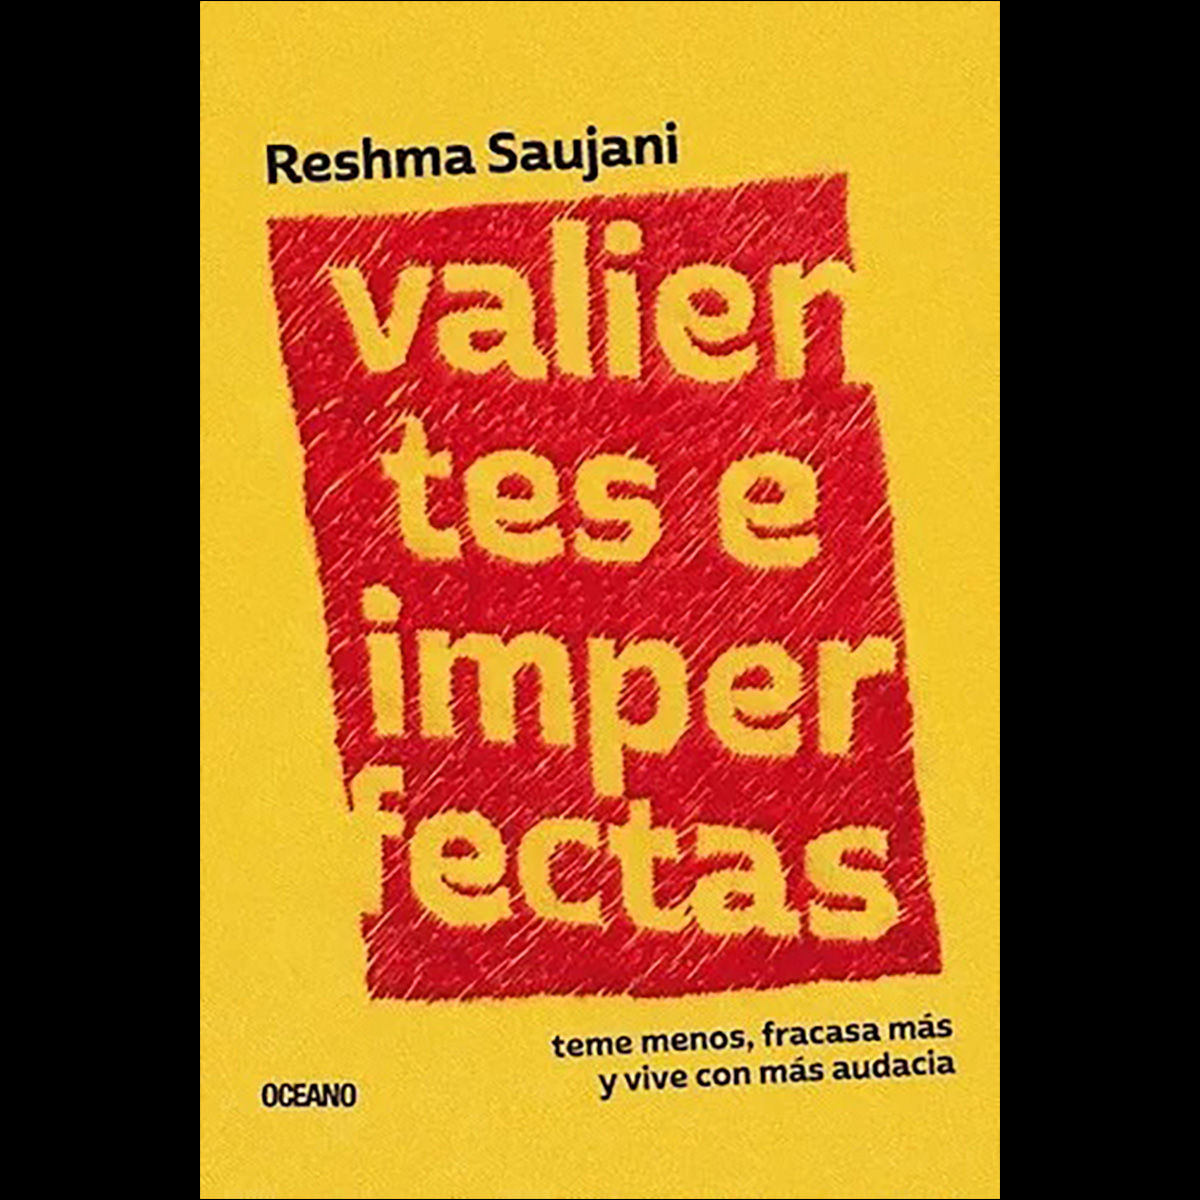 Reshma Saujani
valien
tes e
imper
fectas
teme menos, fracasa más
y vive con más audacia
OCEANO